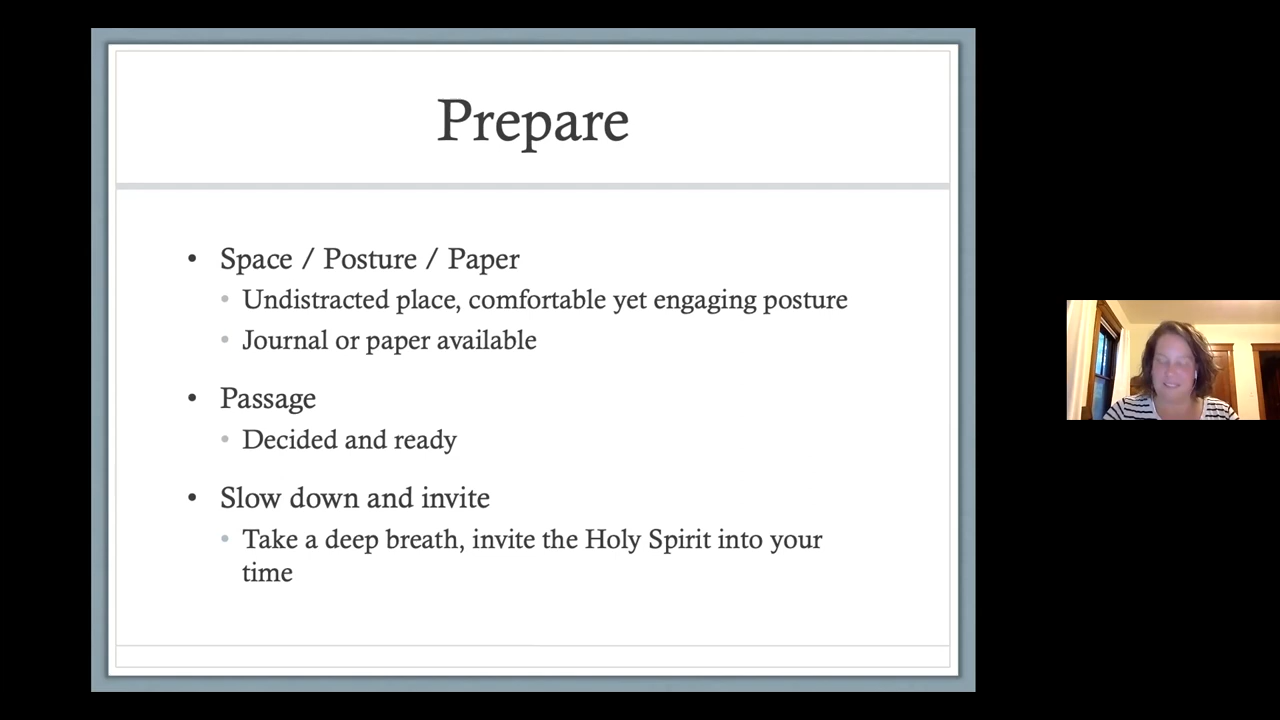 Prepare
• Space / Posture / Paper
• Undistracted place, comfortable yet engaging posture
• Journal or paper available
• Passage
• Decided and ready
• Slow down and invite
• Take a deep breath, invite the Holy Spirit into your
time